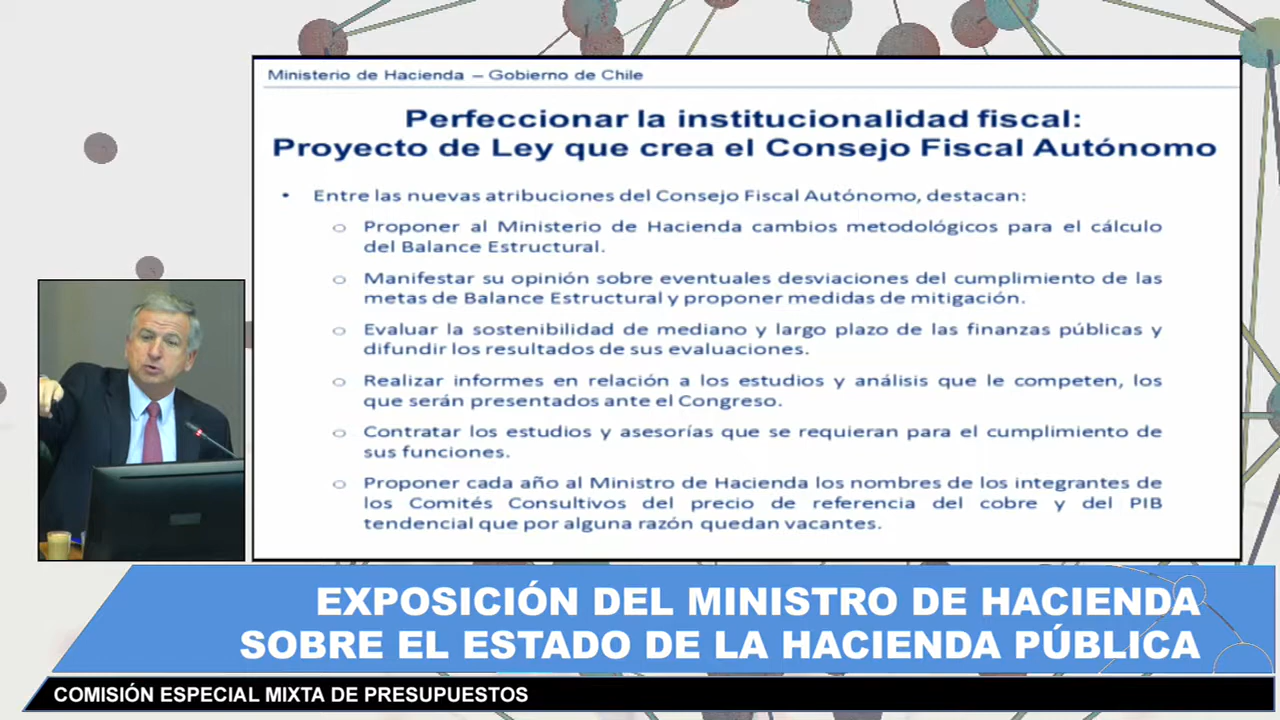 Ministerio de Hacienda – Gobierno de Chile
Perfeccionar la institucionalidad fiscal:
Proyecto de Ley que crea el Consejo Fiscal Autónomo
• Entre las nuevas atribuciones del Consejo Fiscal Autónomo, destacan:
○ Proponer al Ministerio de Hacienda cambios metodológicos para el cálculo
del Balance Estructural.
○ Manifestar su opinión sobre eventuales desviaciones del cumplimiento de las
metas de Balance Estructural y proponer medidas de mitigación.
○ Evaluar la sostenibilidad de mediano y largo plazo de las finanzas públicas y
difundir los resultados de sus evaluaciones.
○ Realizar informes en relación a los estudios y análisis que le competen, los
que serán presentados ante el Congreso.
○ Contratar los estudios y asesorías que se requieran para el cumplimiento de
sus funciones.
○ Proponer cada año al Ministro de Hacienda los nombres de los integrantes de
los Comités Consultivos del precio de referencia del cobre y del PIB
tendencial que por alguna razón quedan vacantes.
EXPOSICIÓN DEL MINISTRO DE HACIENDA
SOBRE EL ESTADO DE LA HACIENDA PÚBLICA
COMISIÓN ESPECIAL MIXTA DE PRESUPUESTOS